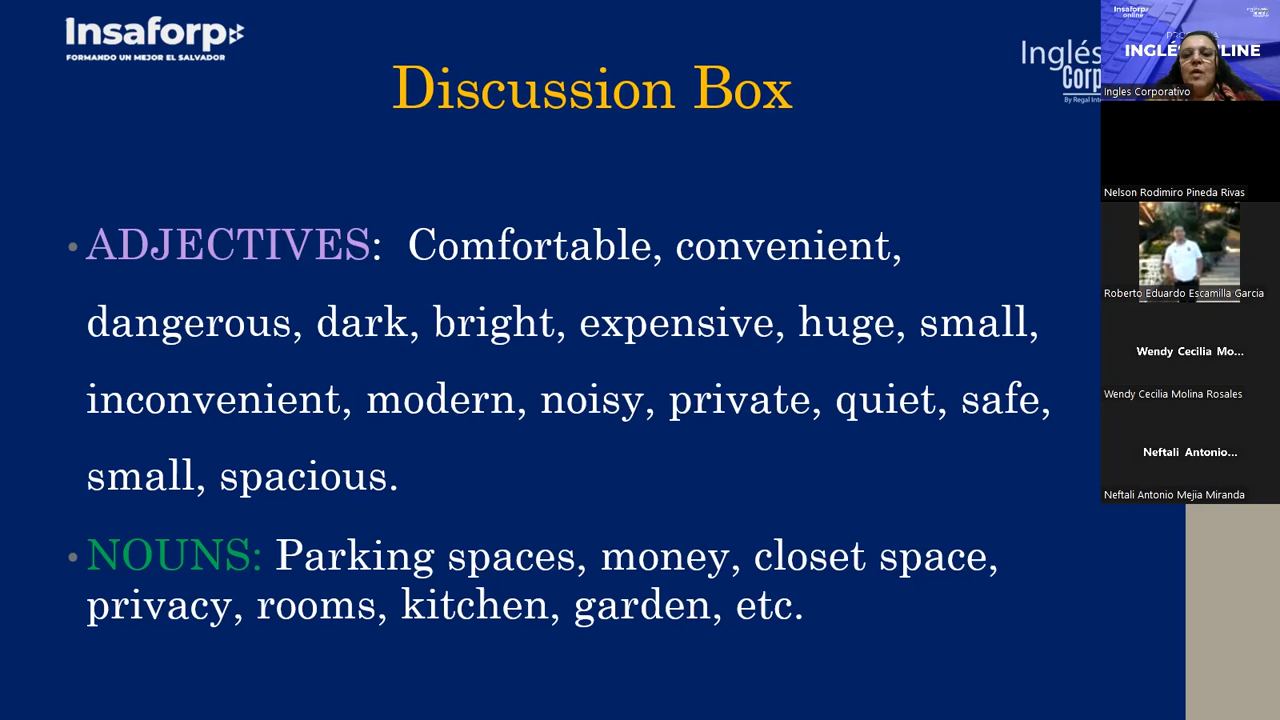 Insaforp
FORMANDO UN MEJOR EL SALVADOR
Discussion Box
Inglés
Corp
By Regal Int
• ADJECTIVES: Comfortable, convenient,
dangerous, dark, bright, expensive, huge, small,
inconvenient, modern, noisy, private, quiet, safe,
small, spacious.
• NOUNS: Parking spaces, money, closet space,
privacy, rooms, kitchen, garden, etc.
Insaforp
online
INGLÉ LINE
Ingles Corporativo
Nelson Rodimiro Pineda Rivas
Roberto Eduardo Escamilla Garcia
Wendy Cecilia Mo...
Wendy Cecilia Molina Rosales
Neftali Antonio...
Neftali Antonio Mejia Miranda